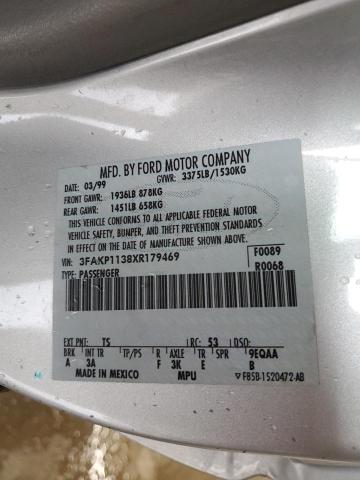 MFD. BY FORD MOTOR COMPANY
DATE: 03/99 GVWR: 3375LB/1530KG
FRONT GAWR: 1936LB 878KG
REAR GAWR: 1451LB 658KG
THIS VEHICLE CONFORMS TO ALL APPLICABLE FEDERAL MOTOR
VEHICLE SAFETY, BUMPER, AND THEFT PREVENTION STANDARDS
IN EFFECT ON THE DATE OF MANUFACTURE SHOWN ABOVE.
VIN: 3FAKP1138XR179469 F0089
TYPE: PASSENGER R0068
EXT PNT: TS RC: 53 DSO:
BRK INT TR TP/PS R AXLE TR SPR 9EQAA
A 3A F 3K E B
MADE IN MEXICO MPU F85B-1520472-AB